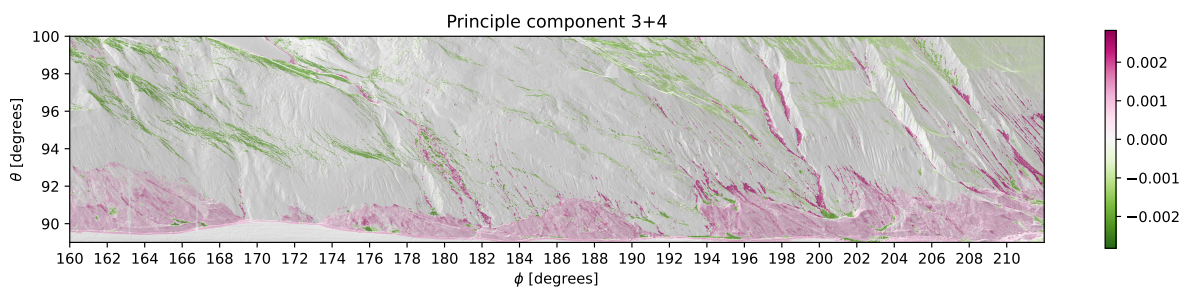 Principle component 3+4
100
98
96
94
92
90
θ [degrees]
160 162 164 166 168 170 172 174 176 178 180 182 184 186 188 190 192 194 196 198 200 202 204 206 208 210
ϕ [degrees]
0.002
0.001
0.000
−0.001
−0.002